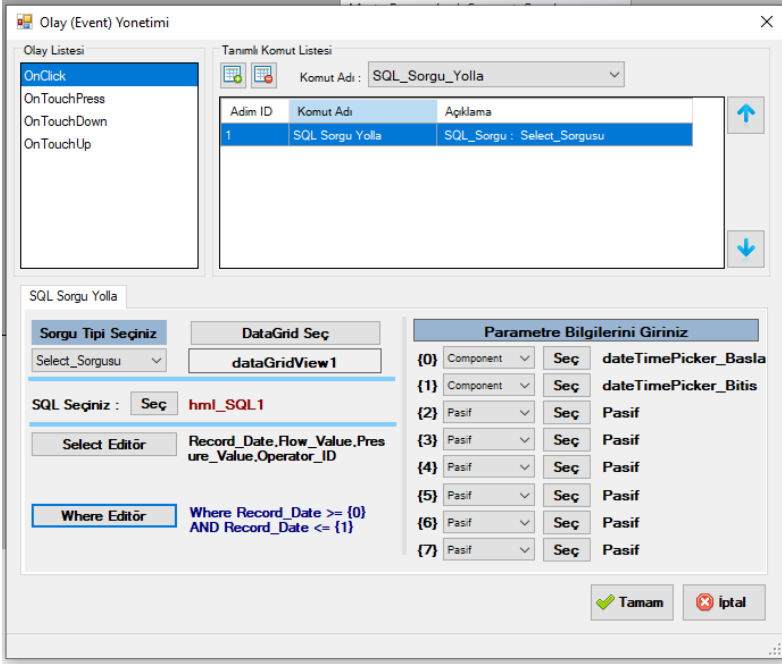 Olay (Event) Yonetimi
Olay Listesi
OnClick
OnTouchPress
OnTouchDown
OnTouchUp
Tanımlı Komut Listesi
Komut Adı : SQL_Sorgu_Yolla
Adim ID Komut Adı Açıklama
1 SQL Sorgu Yolla SQL_Sorgu : Select_Sorgusu
SQL Sorgu Yolla
Sorgu Tipi Seçiniz
DataGrid Seç
Select_Sorgusu
dataGridView1
SQL Seçiniz : Seç hml_SQL1
Select Editör
Record_Date,Flow_Value,Pres
ure_Value,Operator_ID
Where Editör
Where Record_Date >= {0}
AND Record_Date <= {1}
Parametre Bilgilerini Giriniz
{0} Component Seç dateTimePicker_Basla
{1} Component Seç dateTimePicker_Bitis
{2} Pasif Seç Pasif
{3} Pasif Seç Pasif
{4} Pasif Seç Pasif
{5} Pasif Seç Pasif
{6} Pasif Seç Pasif
{7} Pasif Seç Pasif
Tamam
İptal